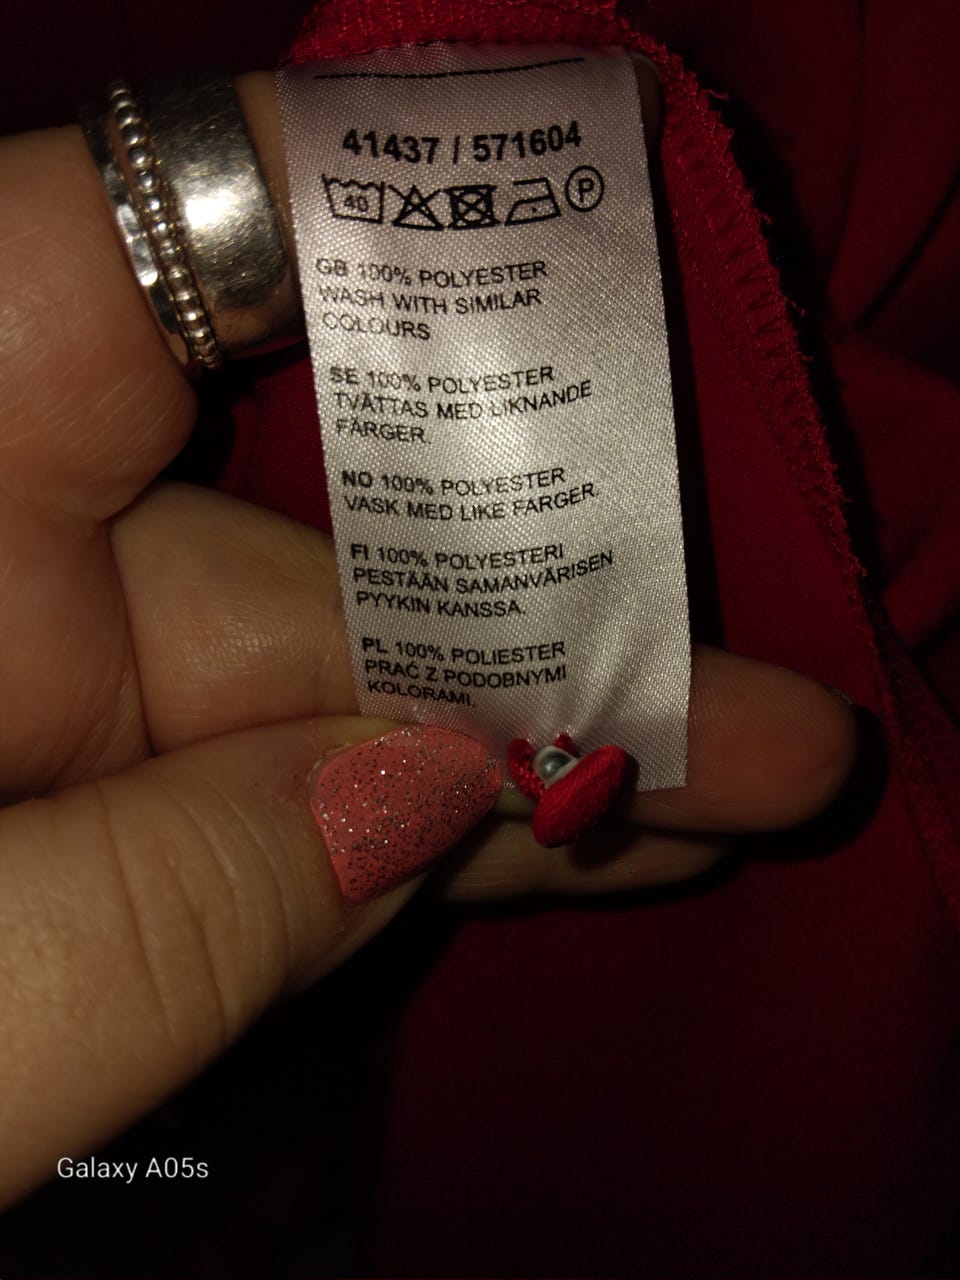 41437 / 571604
40 P
GB 100% POLYESTER
WASH WITH SIMILAR
COLOURS
SE 100% POLYESTER
TVÄTTAS MED LIKNANDE
FÄRGER.
NO 100% POLYESTER
VASK MED LIKE FARGER.
FI 100% POLYESTERI
PESTÄÄN SAMANVÄRISEN
PYYKIN KANSSA.
PL 100% POLIESTER
PRAĆ Z PODOBNYMI
KOLORAMI.
Galaxy A05s